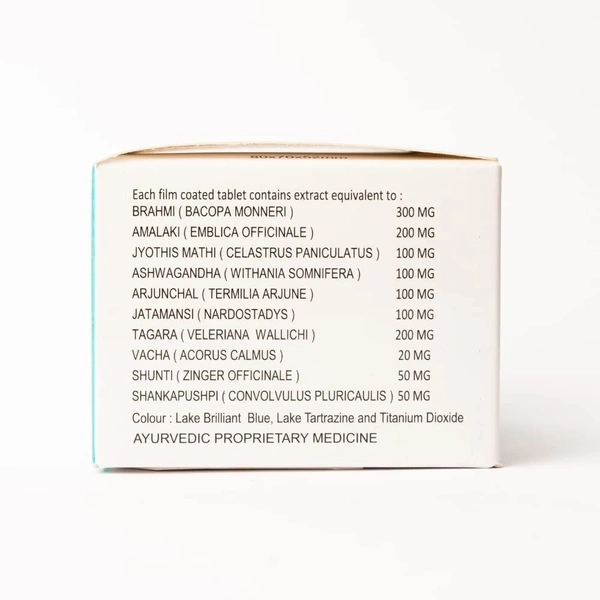 80x70x52mm
Each film coated tablet contains extract equivalent to :
BRAHMI ( BACOPA MONNERI ) 300 MG
AMALAKI ( EMBLICA OFFICINALE ) 200 MG
JYOTHIS MATHI ( CELASTRUS PANICULATUS ) 100 MG
ASHWAGANDHA ( WITHANIA SOMNIFERA ) 100 MG
ARJUNCHAL ( TERMILIA ARJUNE ) 100 MG
JATAMANSI ( NARDOSTADYS ) 100 MG
TAGARA ( VELERIANA WALLICHI ) 200 MG
VACHA ( ACORUS CALMUS ) 20 MG
SHUNTI ( ZINGER OFFICINALE ) 50 MG
SHANKAPUSHPI ( CONVOLVULUS PLURICAULIS ) 50 MG
Colour : Lake Brilliant Blue, Lake Tartrazine and Titanium Dioxide
AYURVEDIC PROPRIETARY MEDICINE